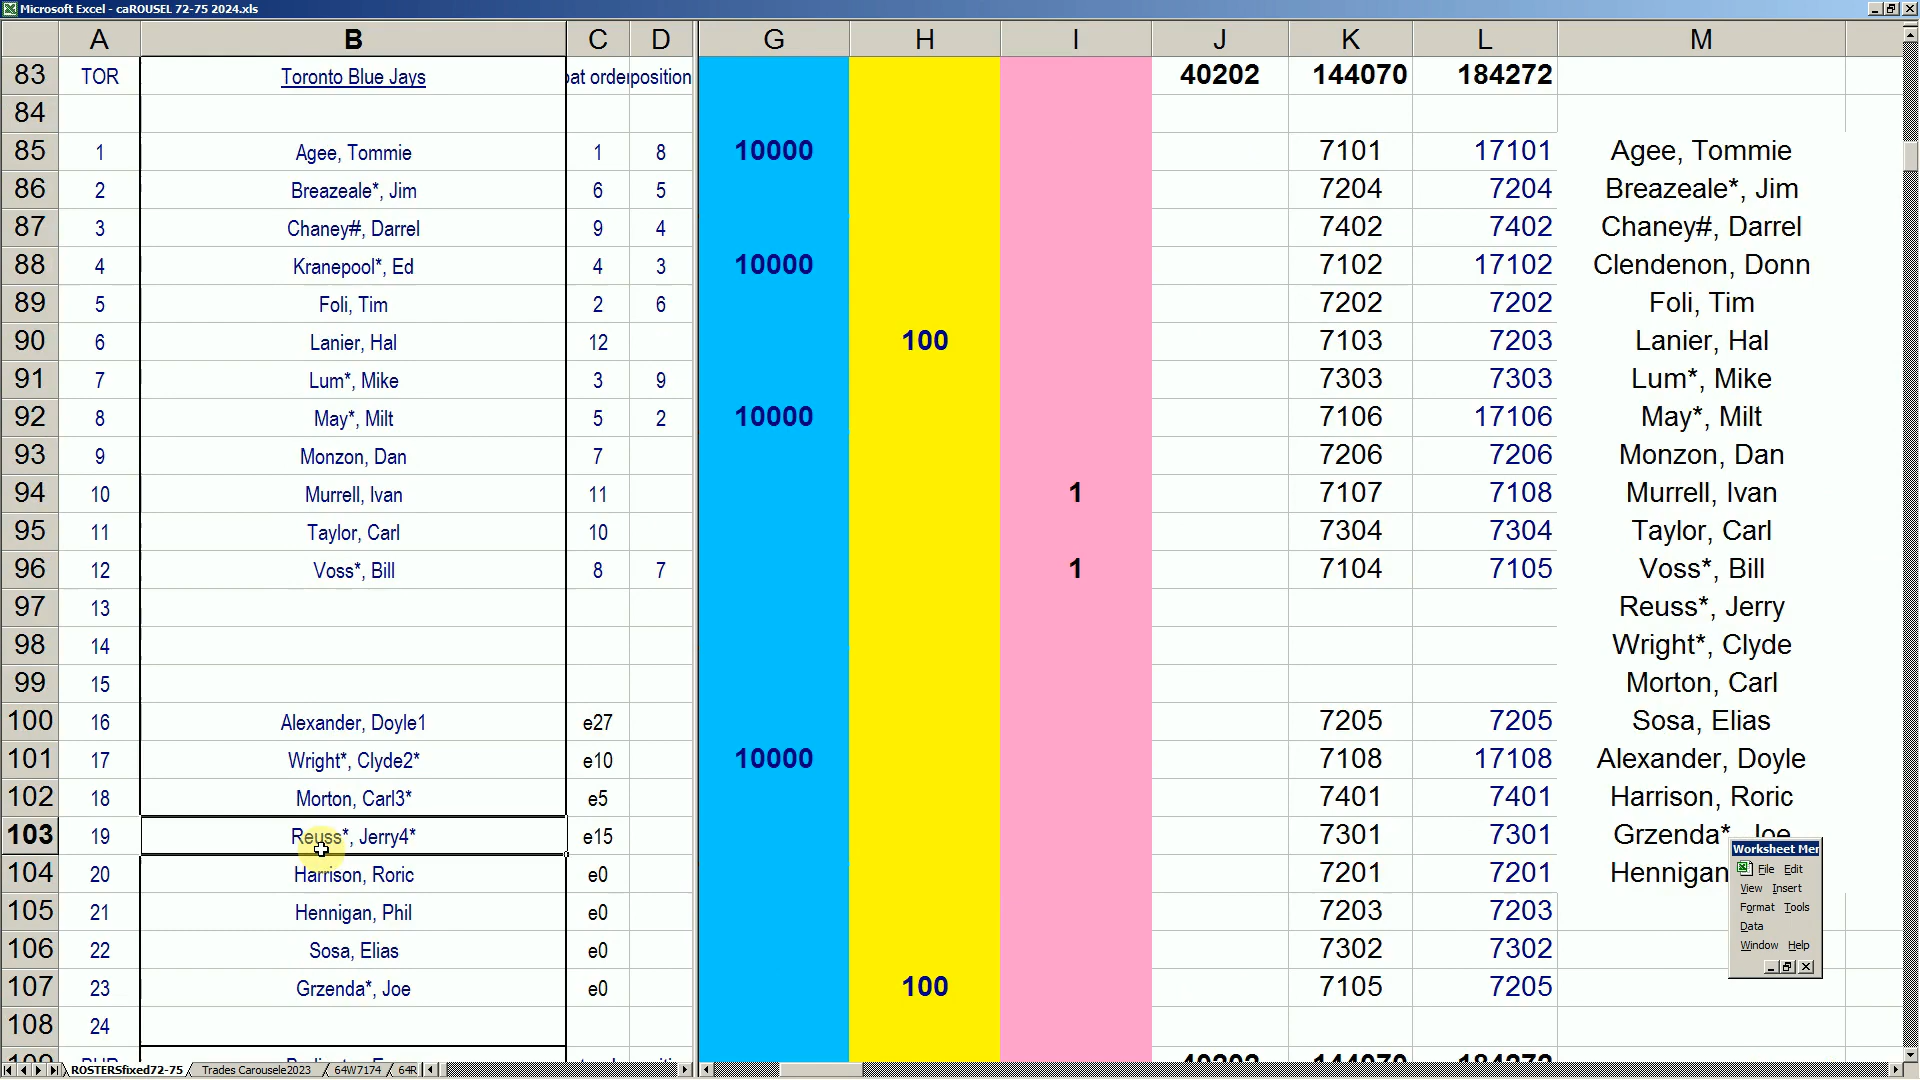 Microsoft Excel - caROUSEL 72-75 2024.xls
A B C D G H I J K L M
83 TOR Toronto Blue Jays bat order position 40202 144070 184272
84
85 1 Agee, Tommie 1 8 10000 7101 17101 Agee, Tommie
86 2 Breazeale*, Jim 6 5 7204 7204 Breazeale*, Jim
87 3 Chaney#, Darrel 9 4 7402 7402 Chaney#, Darrel
88 4 Kranepool*, Ed 4 3 10000 7102 17102 Clendenon, Donn
89 5 Foli, Tim 2 6 7202 7202 Foli, Tim
90 6 Lanier, Hal 12 100 7103 7203 Lanier, Hal
91 7 Lum*, Mike 3 9 7303 7303 Lum*, Mike
92 8 May*, Milt 5 2 10000 7106 17106 May*, Milt
93 9 Monzon, Dan 7 7206 7206 Monzon, Dan
94 10 Murrell, Ivan 11 1 7107 7108 Murrell, Ivan
95 11 Taylor, Carl 10 7304 7304 Taylor, Carl
96 12 Voss*, Bill 8 7 1 7104 7105 Voss*, Bill
97 13 Reuss*, Jerry
98 14 Wright*, Clyde
99 15 Morton, Carl
100 16 Alexander, Doyle1 e27 7205 7205 Sosa, Elias
101 17 Wright*, Clyde2* e10 10000 7108 17108 Alexander, Doyle
102 18 Morton, Carl3* e5 7401 7401 Harrison, Roric
103 19 Reuss*, Jerry4* e15 7301 7301 Grzenda*, Joe
104 20 Harrison, Roric e0 7201 7201 Hennigan
105 21 Hennigan, Phil e0 7203 7203
106 22 Sosa, Elias e0 7302 7302
107 23 Grzenda*, Joe e0 100 7105 7205
108 24
109 40202 144070 184272
Worksheet Mer
File Edit
View Insert
Format Tools
Data
Window Help
ROSTERSfixed72-75 Trades Carousele2023 64W7174 64R